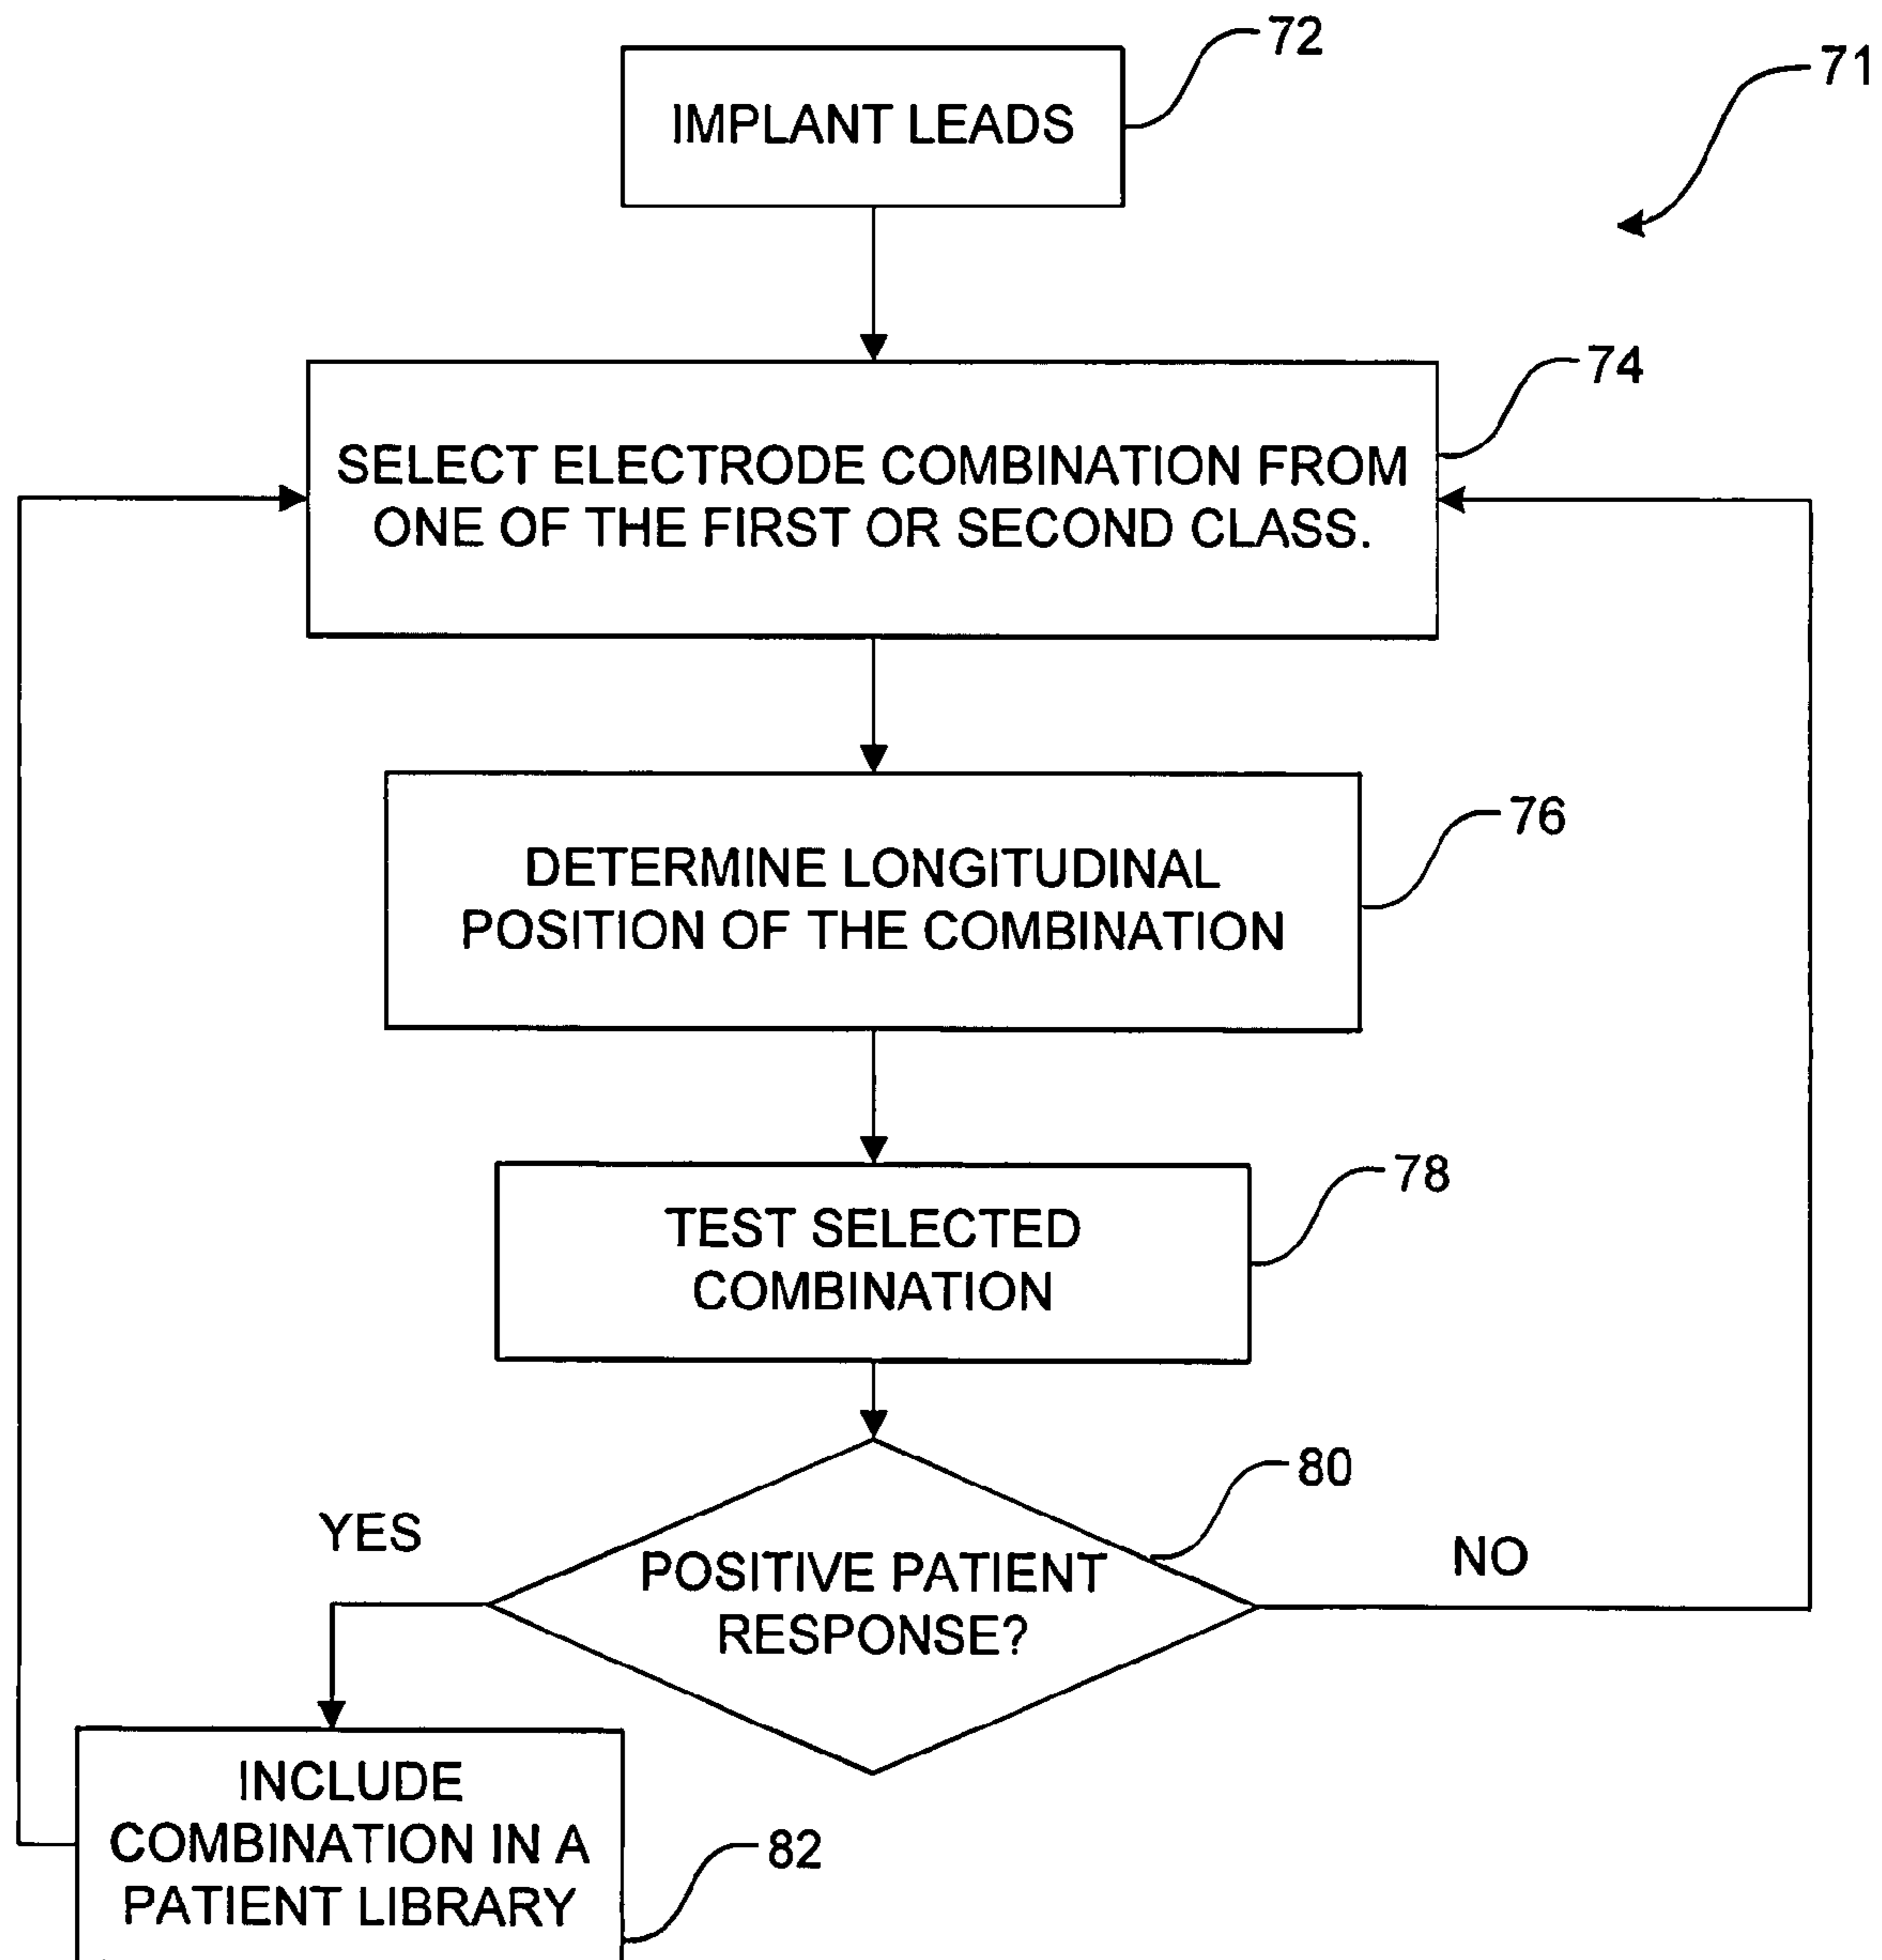 72
71
IMPLANT LEADS
74
SELECT ELECTRODE COMBINATION FROM
ONE OF THE FIRST OR SECOND CLASS.
76
DETERMINE LONGITUDINAL
POSITION OF THE COMBINATION
78
TEST SELECTED
COMBINATION
80
YES
NO
POSITIVE PATIENT
RESPONSE?
INCLUDE
COMBINATION IN A
PATIENT LIBRARY
82